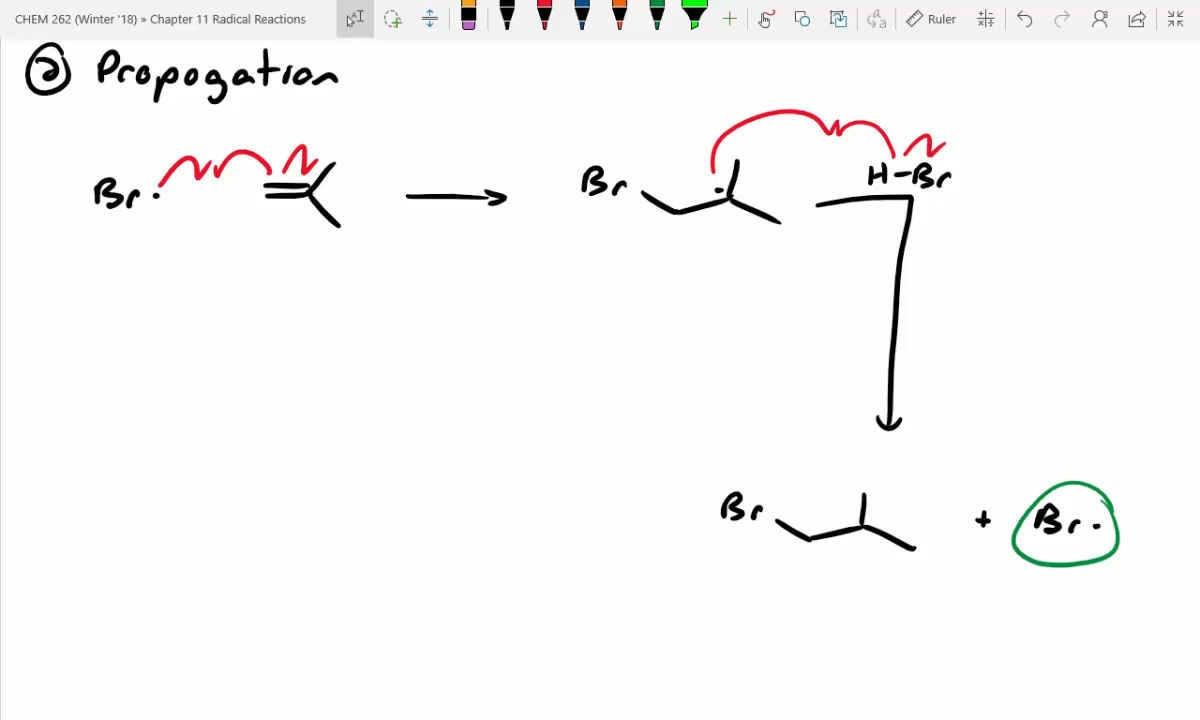 CHEM 262 (Winter '18) » Chapter 11 Radical Reactions
Ruler
② Propogation
Br·
Br
H-Br
Br
+ Br·